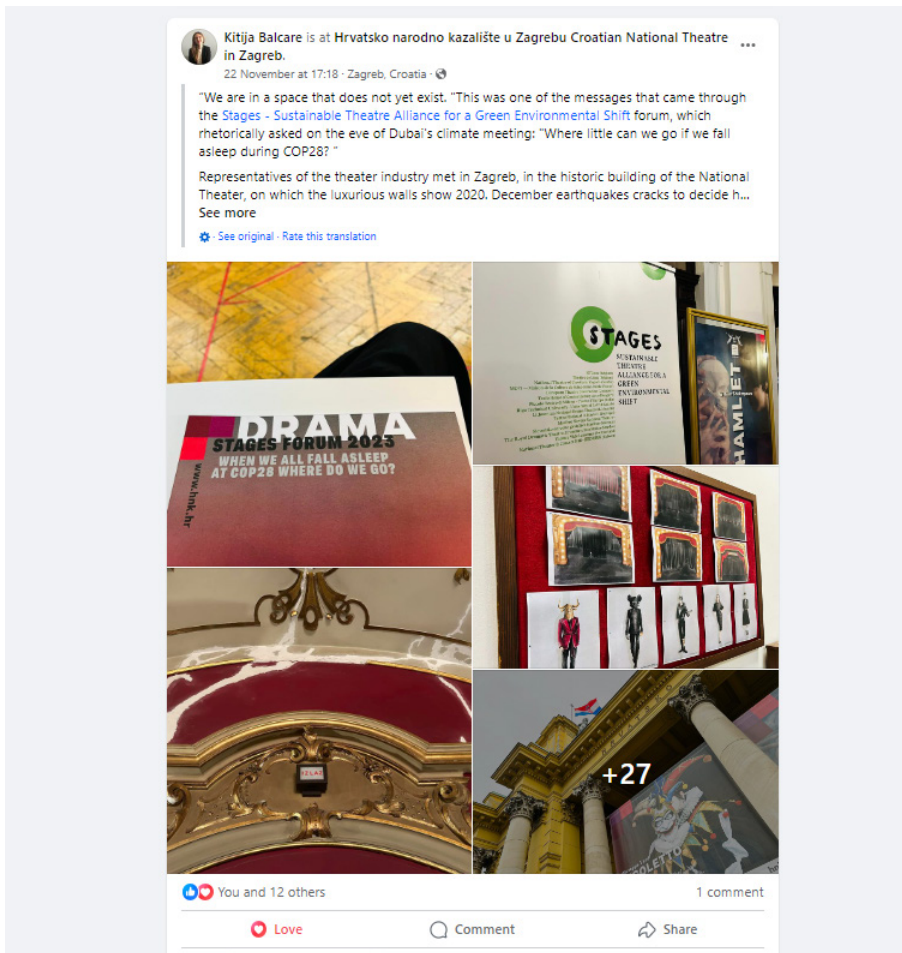 Kitija Balcare is at Hrvatsko narodno kazalište u Zagrebu Croatian National Theatre
in Zagreb.
22 November at 17:18 · Zagreb, Croatia ·
"We are in a space that does not yet exist. "This was one of the messages that came through
the Stages - Sustainable Theatre Alliance for a Green Environmental Shift forum, which
rhetorically asked on the eve of Dubai's climate meeting: "Where little can we go if we fall
asleep during COP28? "
Representatives of the theater industry met in Zagreb, in the historic building of the National
Theater, on which the luxurious walls show 2020. December earthquakes cracks to decide h...
See more
· See original · Rate this translation
DRAMA
STAGES FORUM 2023
WHEN WE ALL FALL ASLEEP
AT COP28 WHERE DO WE GO?
www.hnk.hr
STAGES
SUSTAINABLE
THEATRE
ALLIANCE FOR A
GREEN
ENVIRONMENTAL
SHIFT
HAMLET
IZLAZ
+27
You and 12 others
1 comment
Love
Comment
Share